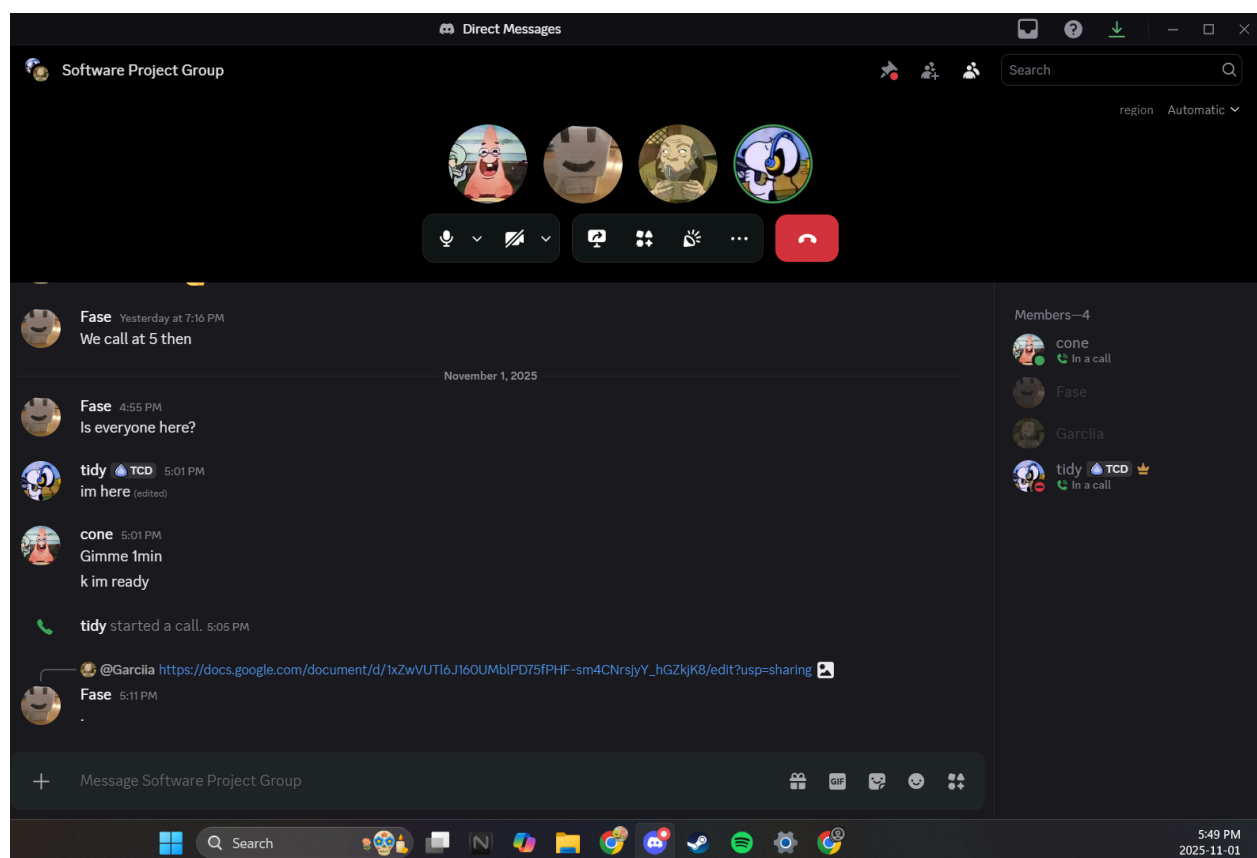 Direct Messages
Software Project Group
Search
region Automatic
Fase Yesterday at 7:16 PM
We call at 5 then
November 1, 2025
Fase 4:55 PM
Is everyone here?
tidy TCD 5:01 PM
im here (edited)
cone 5:01 PM
Gimme 1min
k im ready
tidy started a call. 5:05 PM
@Garciia https://docs.google.com/document/d/1xZwVUTl6J16OUMblPD75fPHF-sm4CNrsjyY_hGZkjK8/edit?usp=sharing
Fase 5:11 PM
.
Message Software Project Group
GIF
Members—4
cone
In a call
Fase
Garciia
tidy TCD
In a call
Search
5:49 PM
2025-11-01